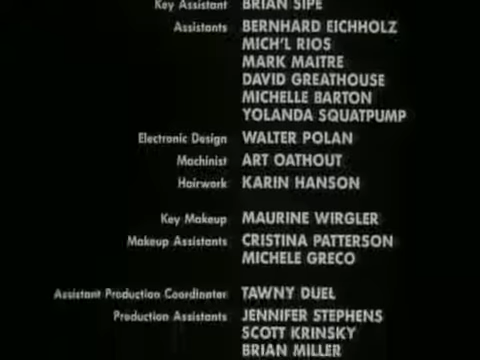 Key Assistant BRIAN SIPE
Assistants BERNHARD EICHHOLZ
MICH'L RIOS
MARK MAITRE
DAVID GREATHOUSE
MICHELLE BARTON
YOLANDA SQUATPUMP
Electronic Design WALTER POLAN
Machinist ART OATHOUT
Hairwork KARIN HANSON
Key Makeup MAURINE WIRGLER
Makeup Assistants CRISTINA PATTERSON
MICHELE GRECO
Assistant Production Coordinator TAWNY DUEL
Production Assistants JENNIFER STEPHENS
SCOTT KRINSKY
BRIAN MILLER